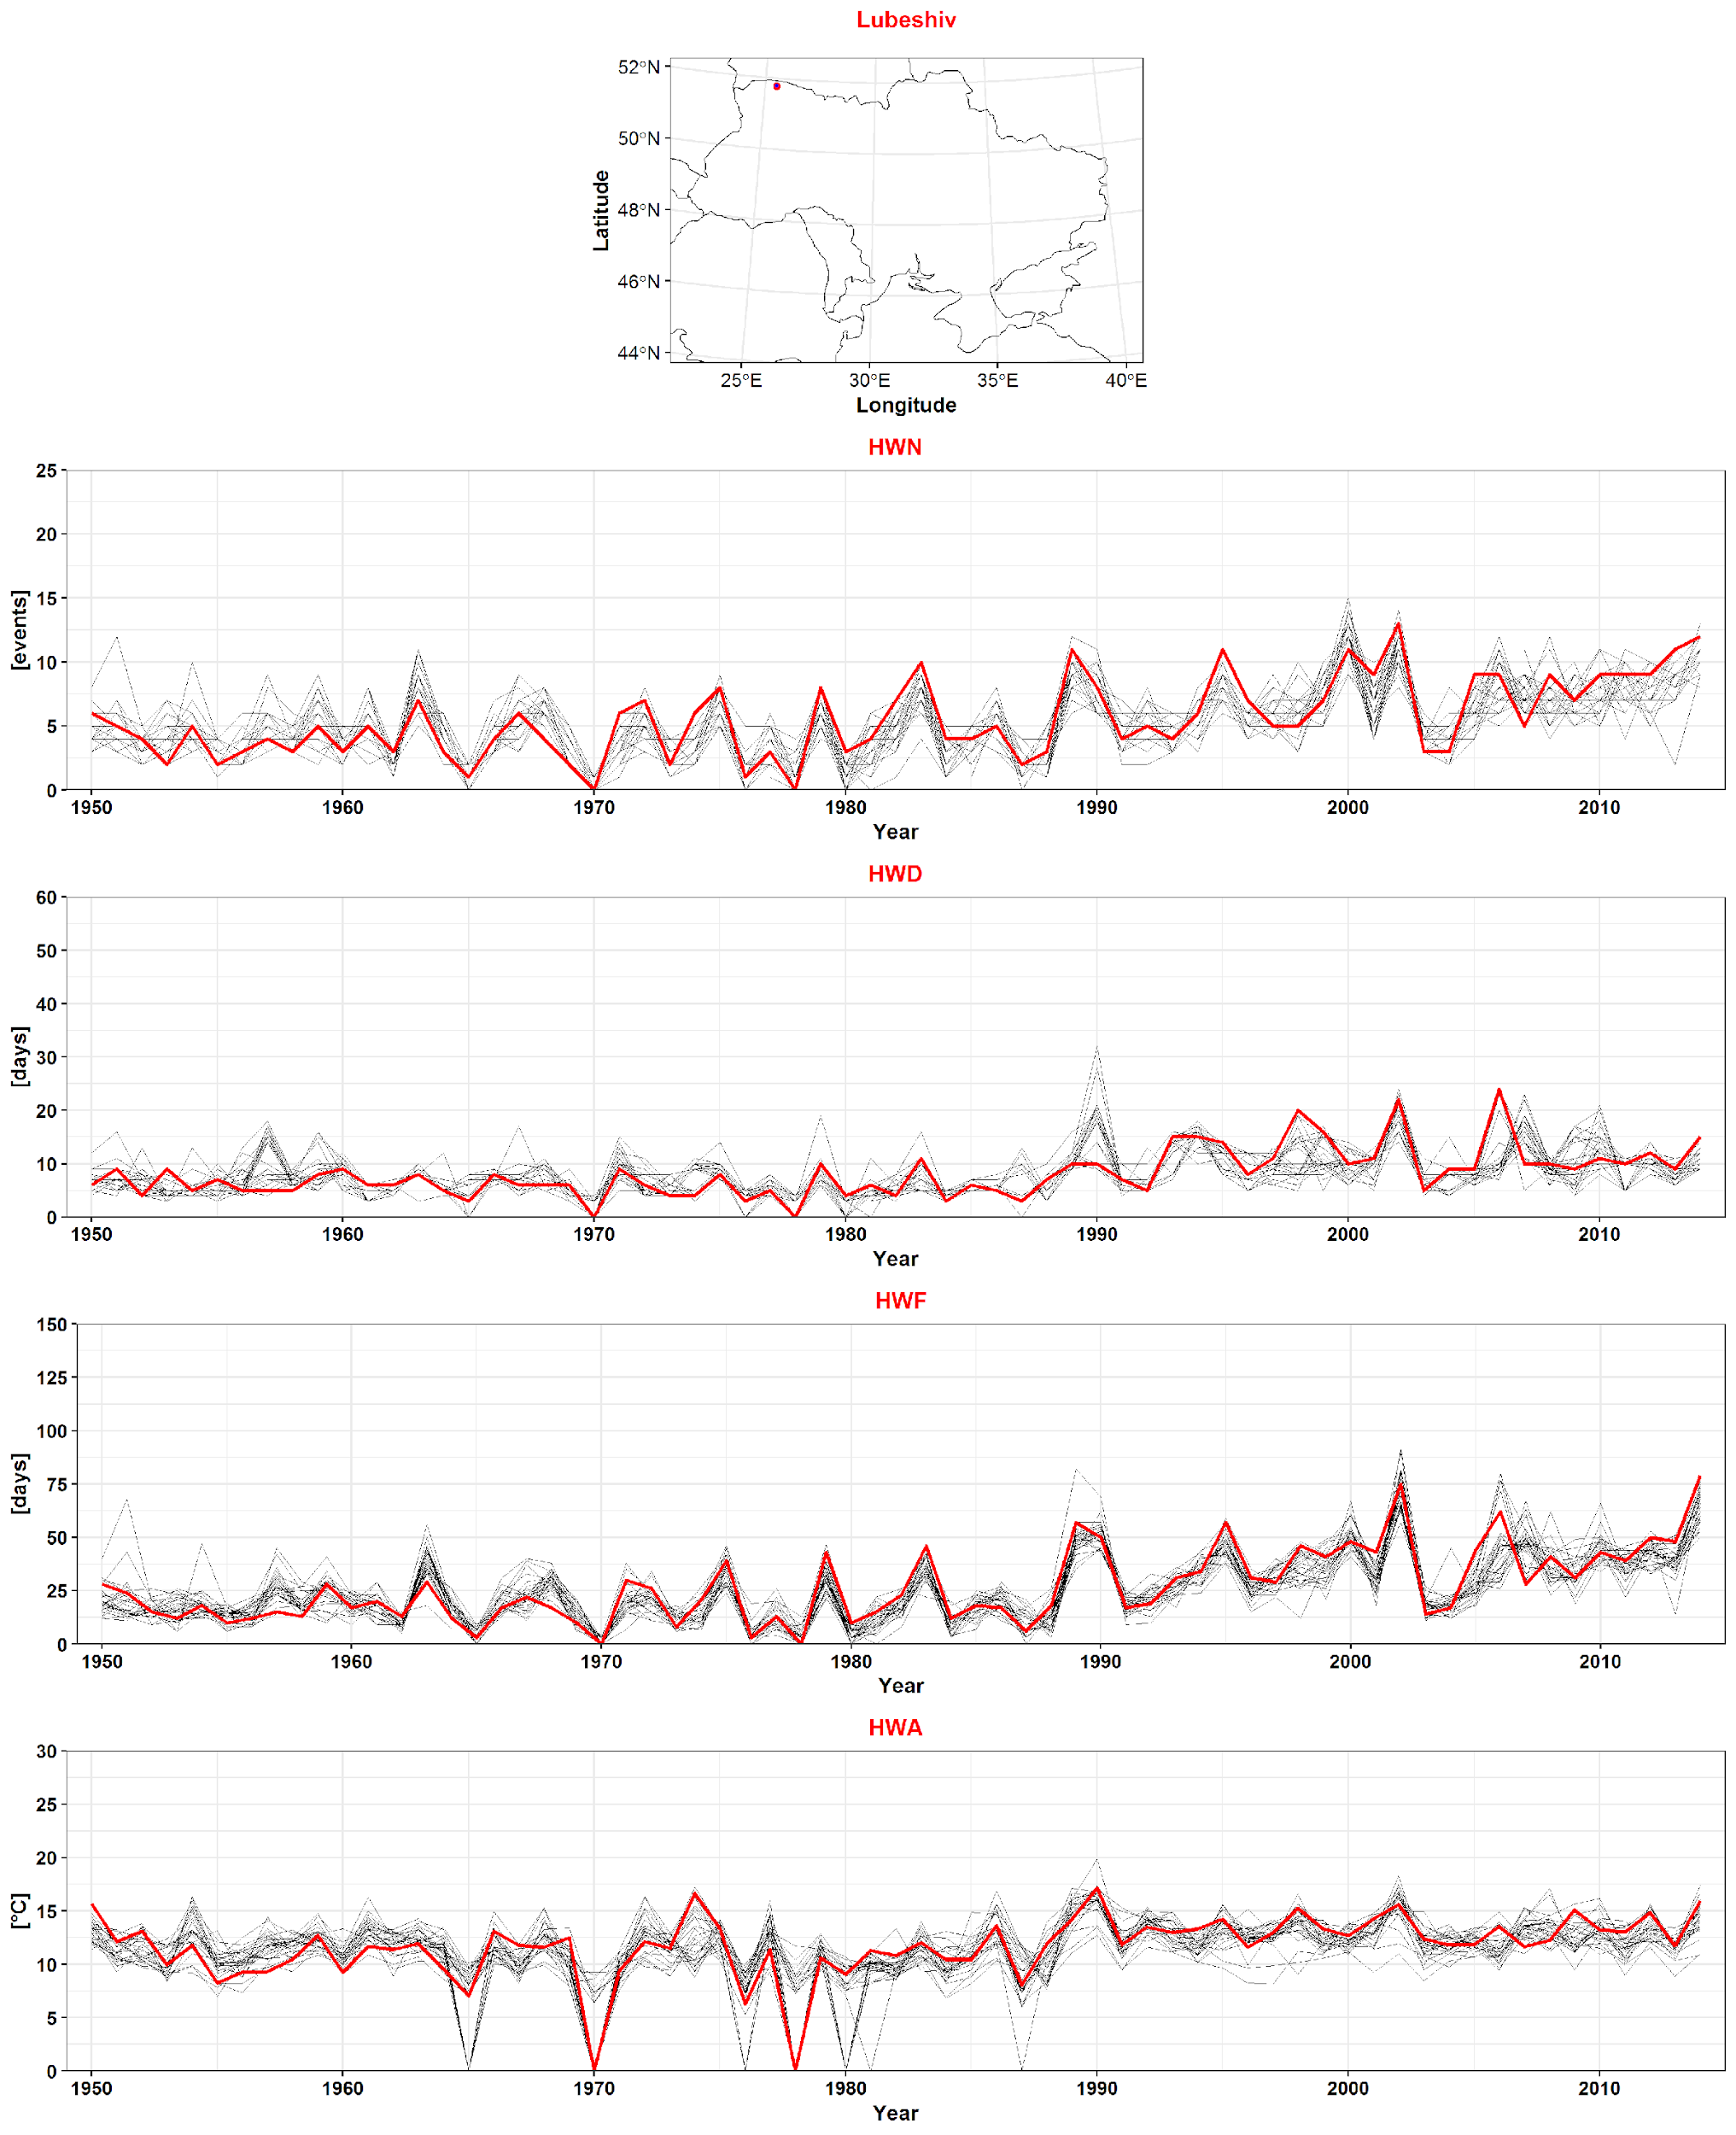 Lubeshiv
52°N
50°N
48°N
46°N
44°N
Latitude
25°E 30°E 35°E 40°E
Longitude
HWN
25
20
15
10
5
0
[events]
1950 1960 1970 1980 1990 2000 2010
Year
HWD
60
50
40
30
20
10
0
[days]
1950 1960 1970 1980 1990 2000 2010
Year
HWF
150
125
100
75
50
25
0
[days]
1950 1960 1970 1980 1990 2000 2010
Year
HWA
30
25
20
15
10
5
0
[°C]
1950 1960 1970 1980 1990 2000 2010
Year